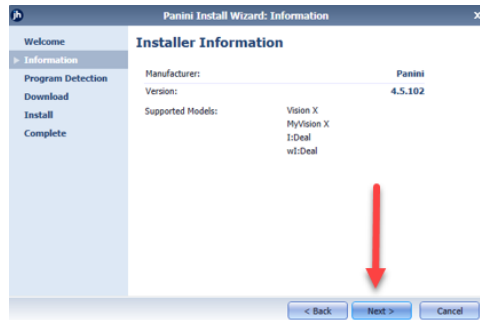 jh
Panini Install Wizard: Information
x
Welcome
Information
Program Detection
Download
Install
Complete
Installer Information
Manufacturer: Panini
Version: 4.5.102
Supported Models: Vision X
MyVision X
I:Deal
wI:Deal
< Back Next > Cancel